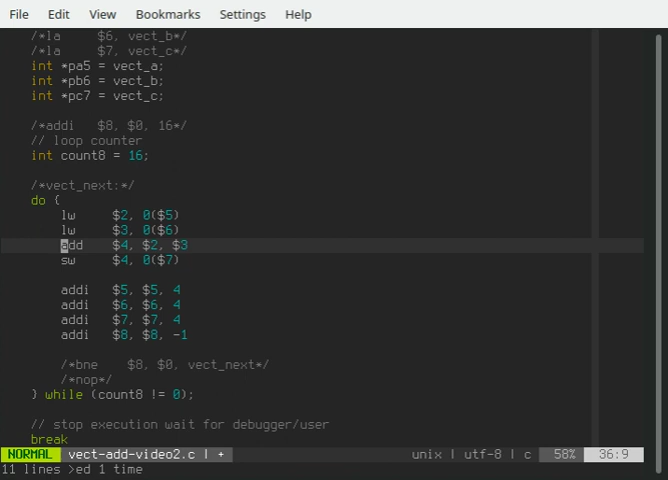 File Edit View Bookmarks Settings Help
/*la $6, vect_b*/
/*la $7, vect_c*/
int *pa5 = vect_a;
int *pb6 = vect_b;
int *pc7 = vect_c;
/*addi $8, $0, 16*/
// loop counter
int count8 = 16;
/*vect_next:*/
do {
lw $2, 0($5)
lw $3, 0($6)
add $4, $2, $3
sw $4, 0($7)
addi $5, $5, 4
addi $6, $6, 4
addi $7, $7, 4
addi $8, $8, -1
/*bne $8, $0, vect_next*/
/*nop*/
} while (count8 != 0);
// stop execution wait for debugger/user
break
NORMAL vect-add-video2.c | + unix | utf-8 | c 58% 36:9
11 lines >ed 1 time